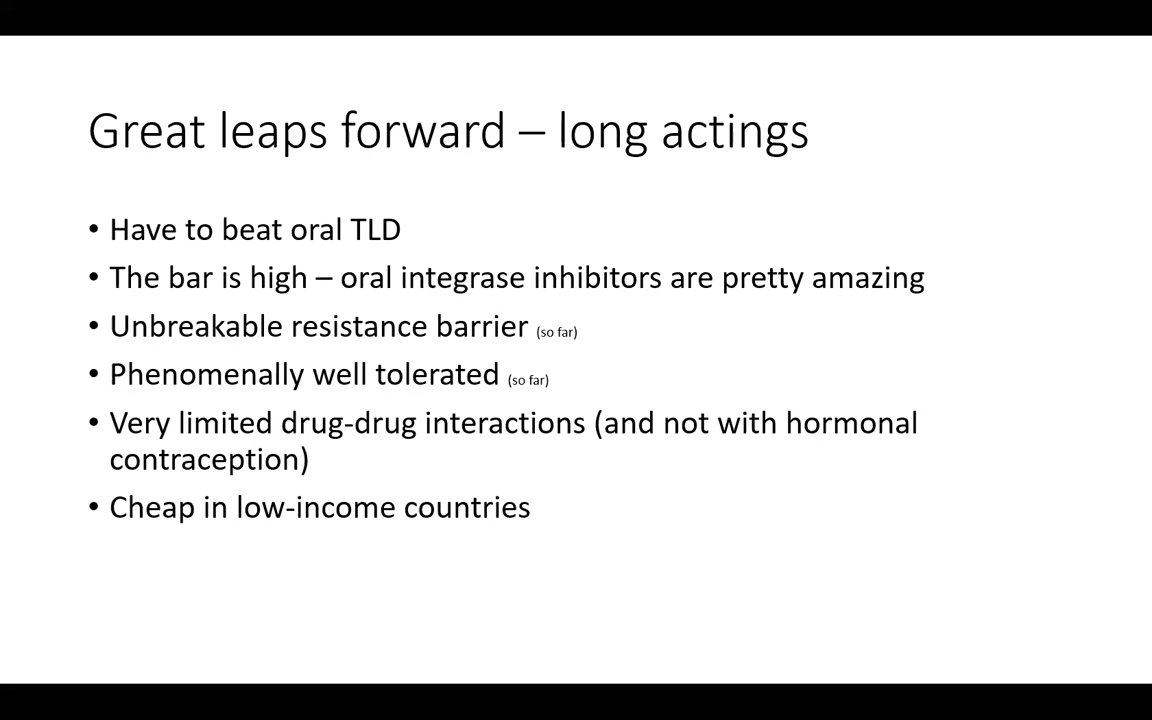 Great leaps forward – long actings
• Have to beat oral TLD
• The bar is high – oral integrase inhibitors are pretty amazing
• Unbreakable resistance barrier (so far)
• Phenomenally well tolerated (so far)
• Very limited drug-drug interactions (and not with hormonal
contraception)
• Cheap in low-income countries